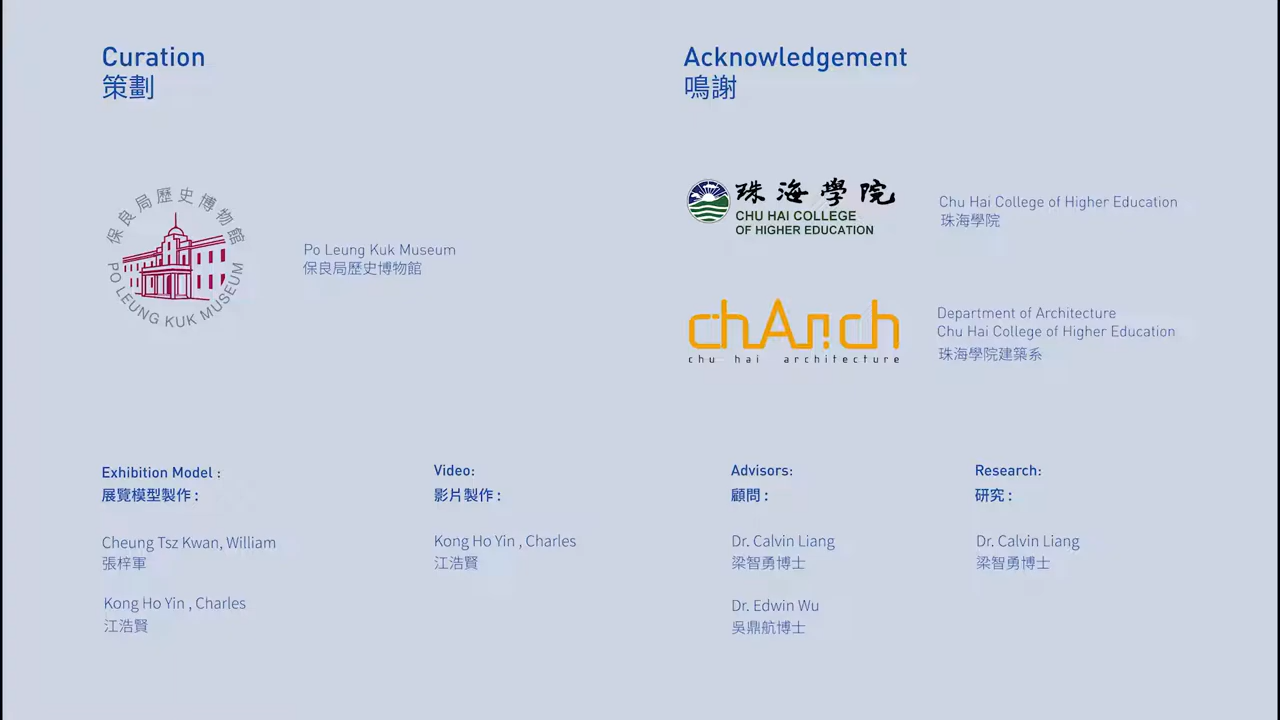 Curation
策劃
保良局歷史博物館
PO LEUNG KUK MUSEUM
Po Leung Kuk Museum
保良局歷史博物館
Acknowledgement
鳴謝
珠海學院
CHU HAI COLLEGE
OF HIGHER EDUCATION
Chu Hai College of Higher Education
珠海學院
chArch
chu hai architecture
Department of Architecture
Chu Hai College of Higher Education
珠海學院建築系
Exhibition Model :
展覽模型製作 :
Cheung Tsz Kwan, William
張梓軍
Kong Ho Yin , Charles
江浩賢
Video:
影片製作 :
Kong Ho Yin , Charles
江浩賢
Advisors:
顧問 :
Dr. Calvin Liang
梁智勇博士
Dr. Edwin Wu
吳鼎航博士
Research:
研究 :
Dr. Calvin Liang
梁智勇博士